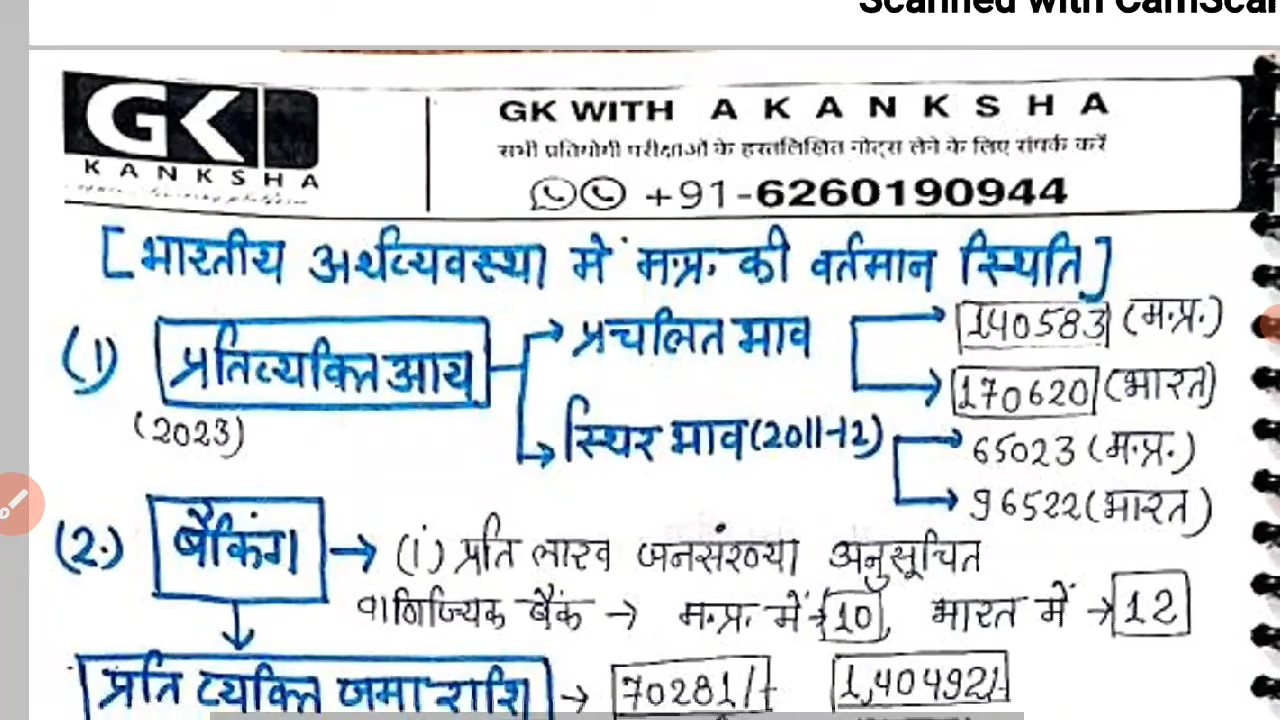 Scanned with CamScan
GK
KANKSHA
GK WITH AKANKSHA
सभी प्रतियोगी परीक्षाओं के हस्तलिखित नोट्स लेने के लिए संपर्क करें
+91-6260190944
[भारतीय अर्थव्यवस्था में म.प्र. की वर्तमान स्थिति]
(1) प्रतिव्यक्ति आय → प्रचलित भाव → 140583 (म.प्र.)
→ 170620 (भारत)
(2023) → स्थिर भाव (2011-12) → 65023 (म.प्र.)
→ 96522 (भारत)
(2.) बैंकिंग → (i) प्रति लाख जनसंख्या अनुसूचित
वाणिज्यिक बैंक → म.प्र. में → 10, भारत में → 12
प्रति व्यक्ति जमा राशि → 70281/- 1,40492/-